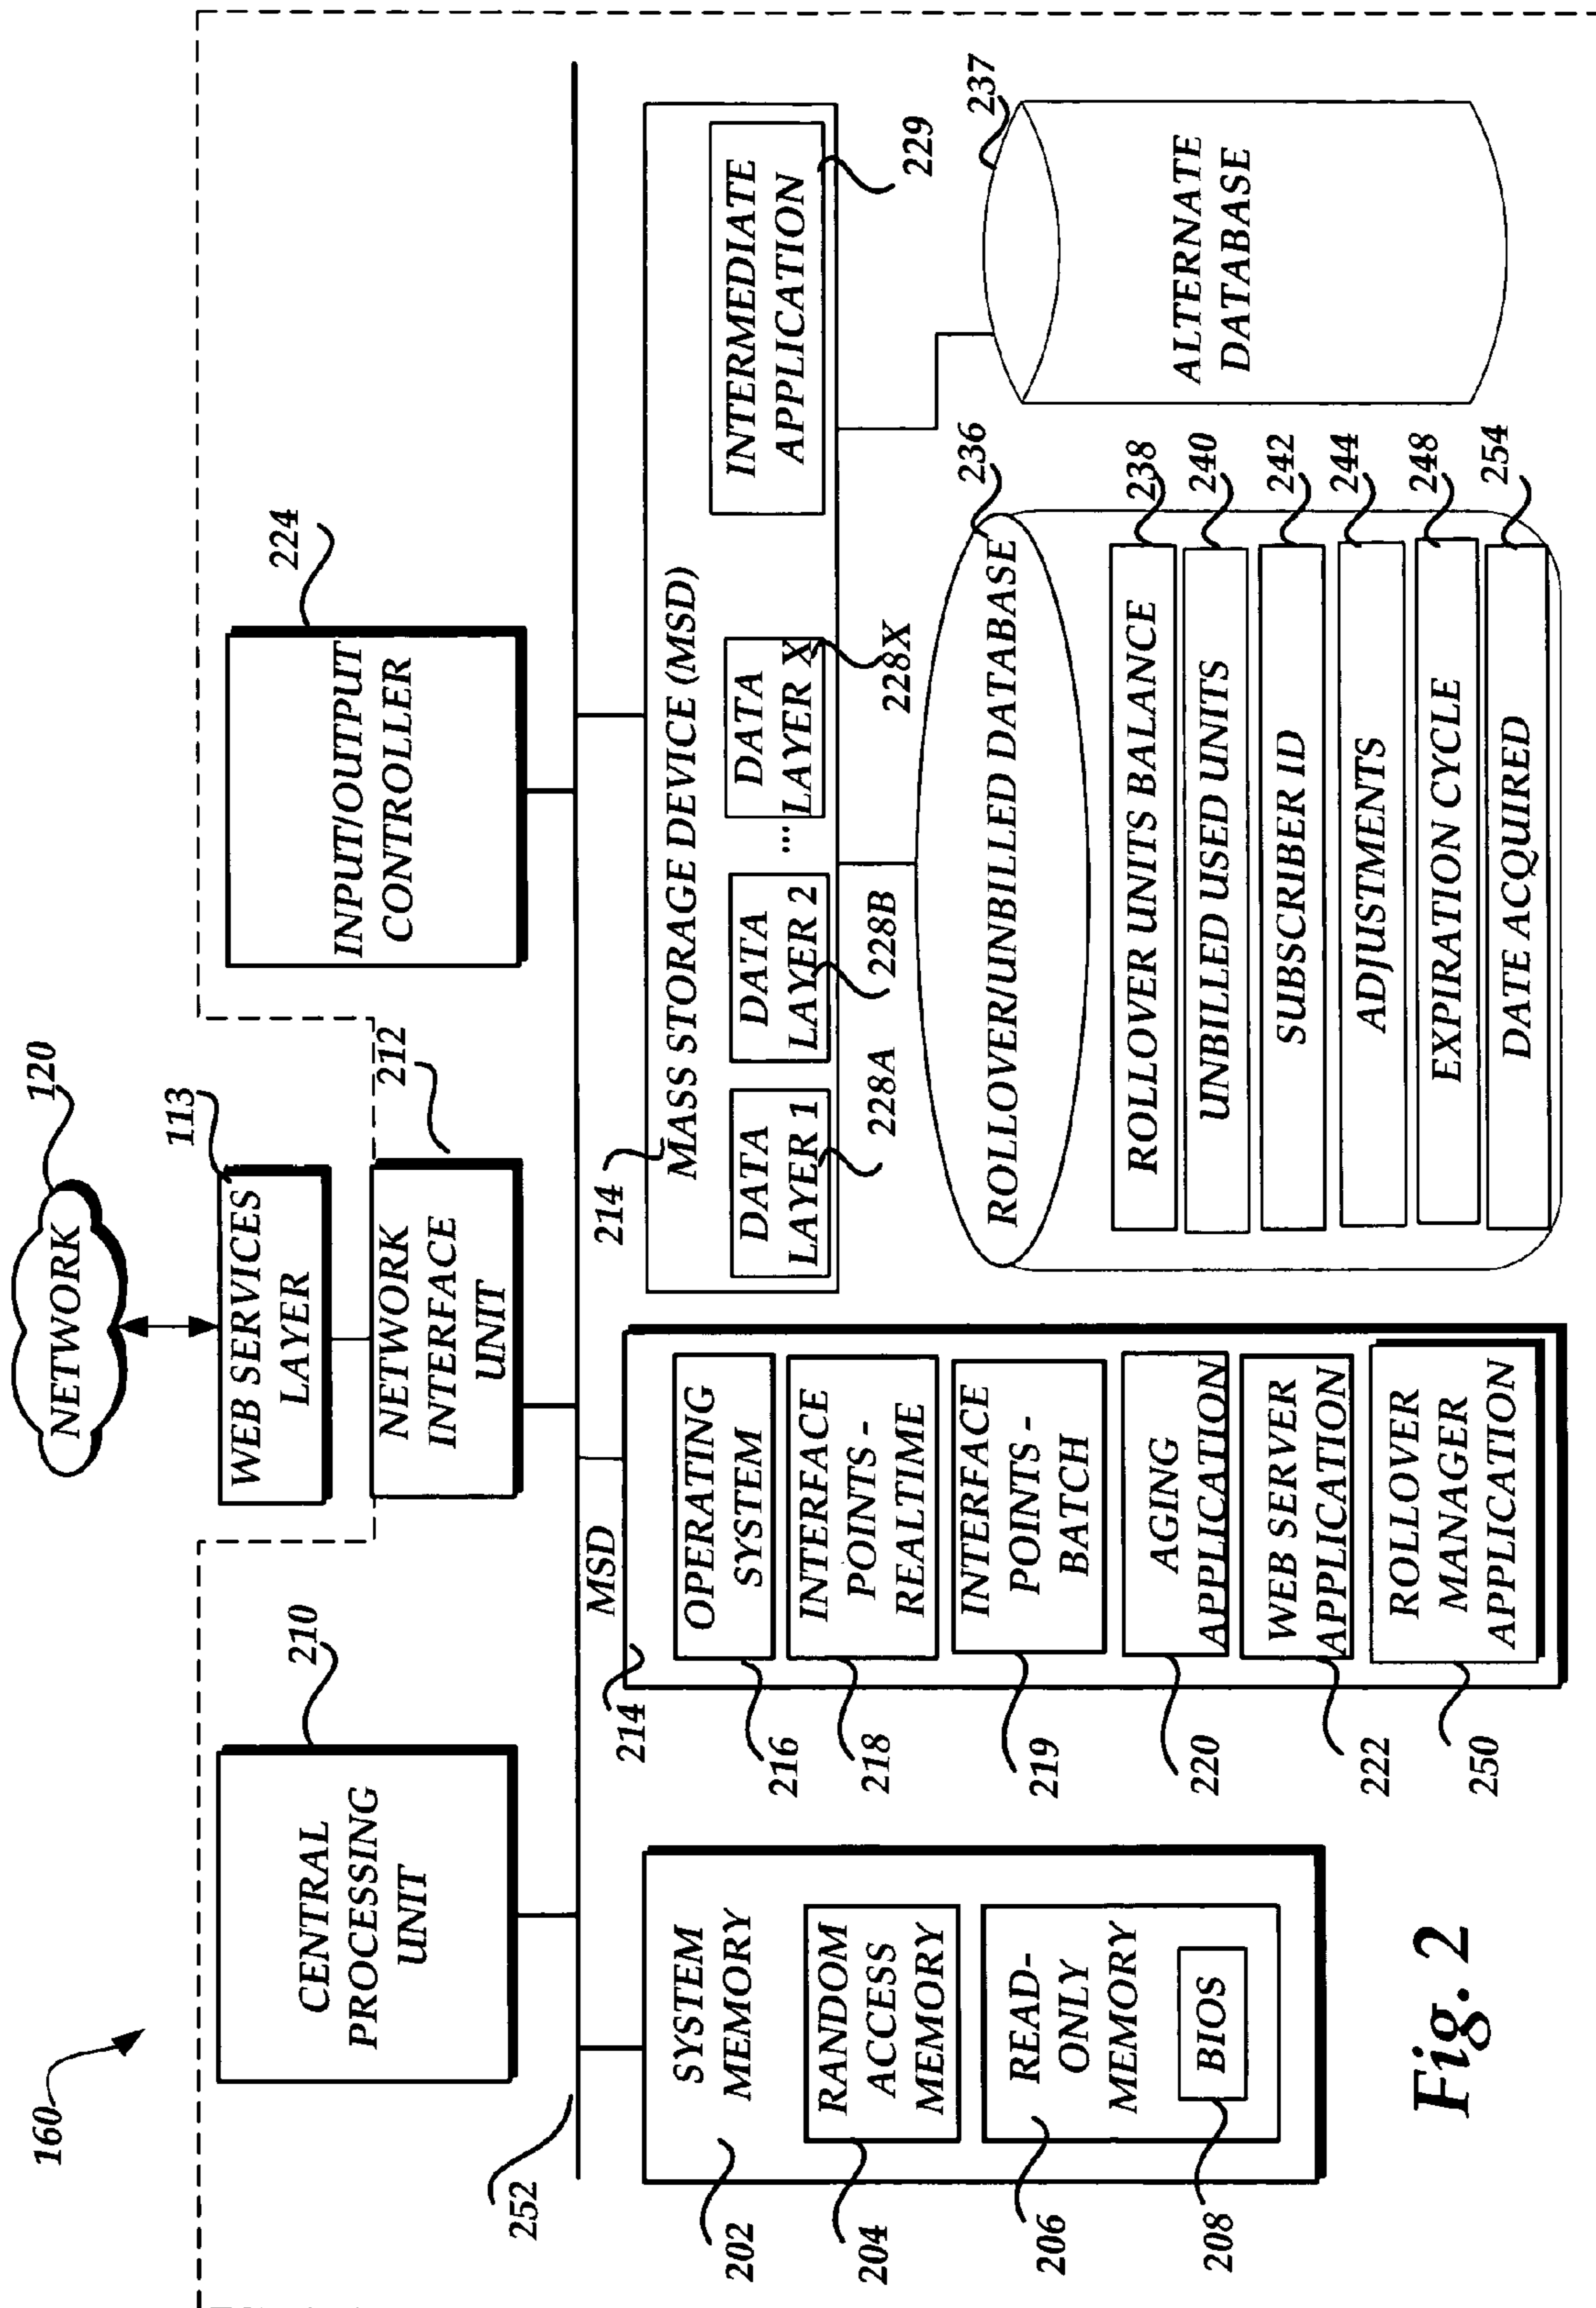 160
NETWORK
120
WEB SERVICES
LAYER
113
210
CENTRAL
PROCESSING
UNIT
NETWORK
INTERFACE
UNIT
212
INPUT/OUTPUT
CONTROLLER
224
252
SYSTEM
MEMORY
202
RANDOM
ACCESS
MEMORY
204
READ-
ONLY
MEMORY
206
BIOS
208
MSD
214
OPERATING
SYSTEM
216
INTERFACE
POINTS -
REALTIME
218
INTERFACE
POINTS -
BATCH
219
AGING
APPLICATION
220
WEB SERVER
APPLICATION
222
ROLLOVER
MANAGER
APPLICATION
250
214
MASS STORAGE DEVICE (MSD)
DATA
LAYER 1
228A
DATA
LAYER 2
228B
...
DATA
LAYER X
228X
INTERMEDIATE
APPLICATION
229
ROLLOVER/UNBILLED DATABASE
236
ROLLOVER UNITS BALANCE
238
UNBILLED USED UNITS
240
SUBSCRIBER ID
242
ADJUSTMENTS
244
EXPIRATION CYCLE
248
DATE ACQUIRED
254
ALTERNATE
DATABASE
237
Fig. 2